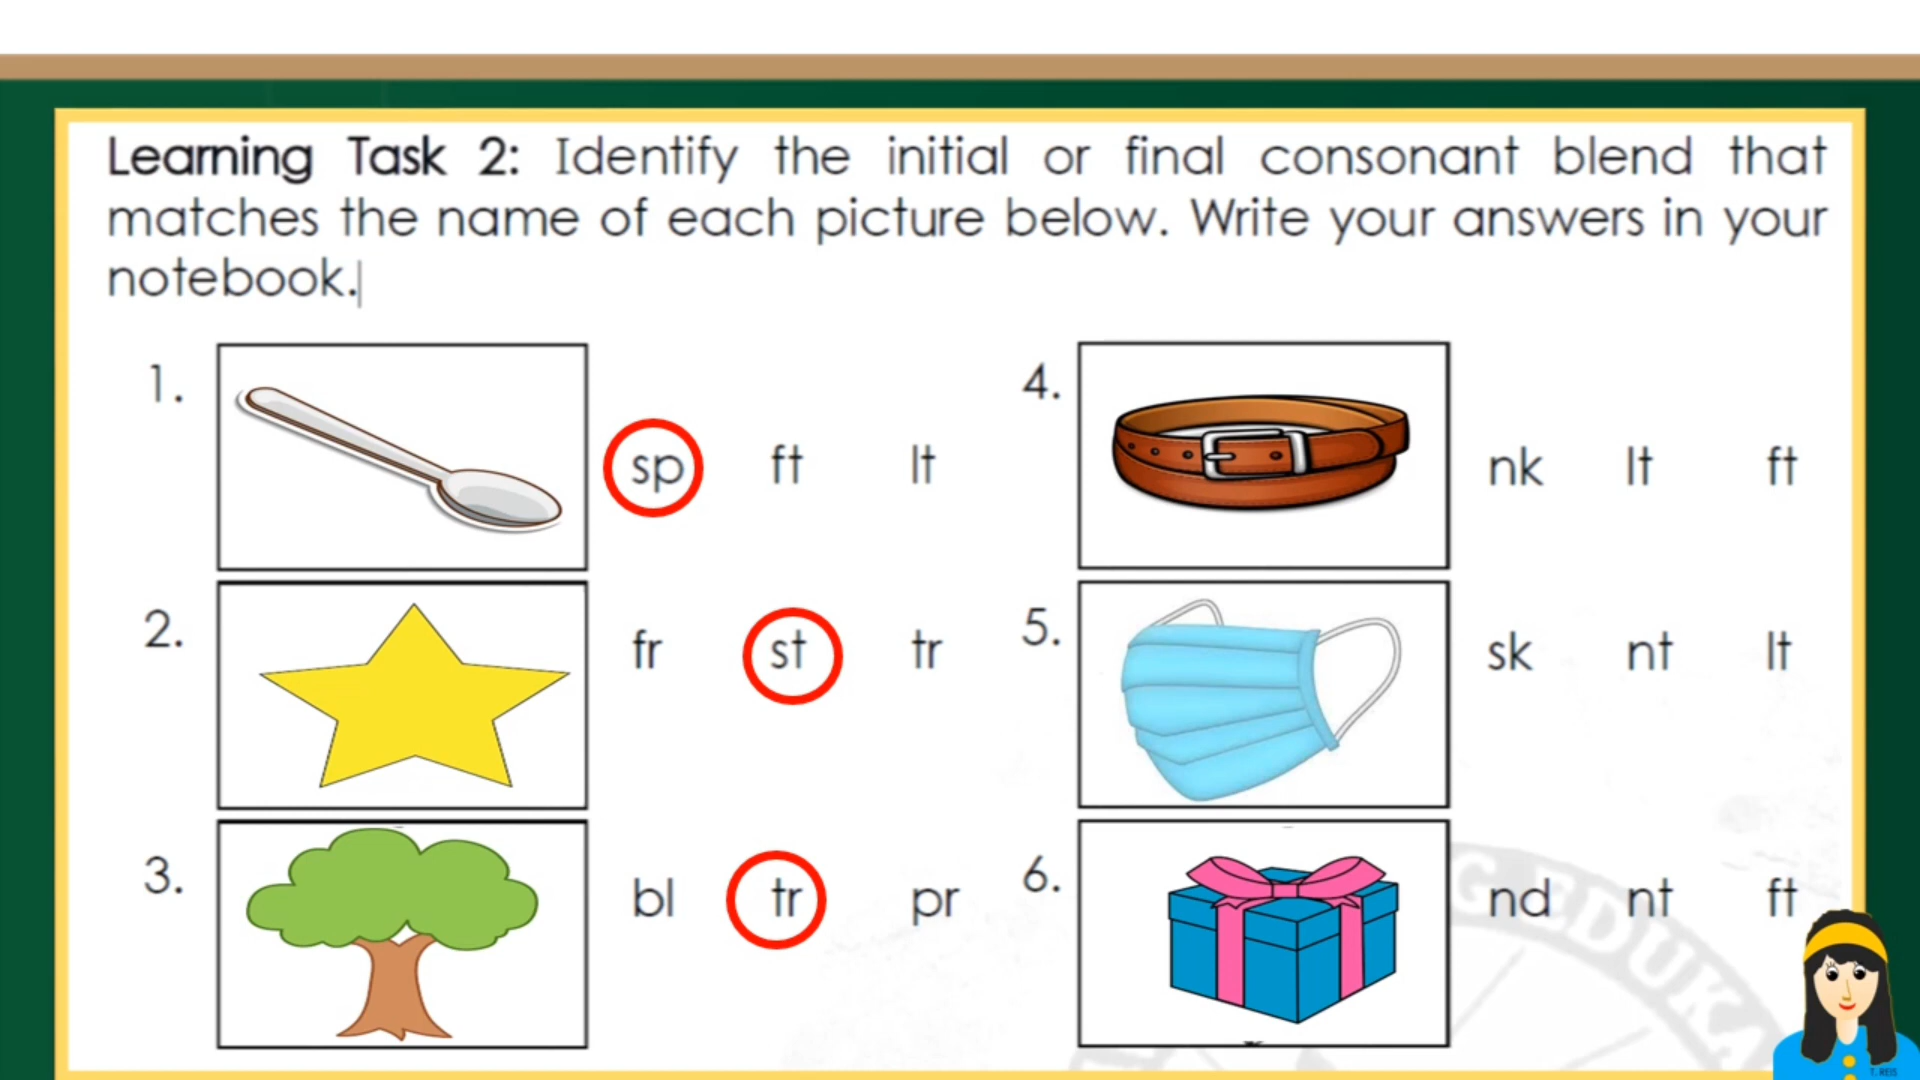 Learning Task 2: Identify the initial or final consonant blend that
matches the name of each picture below. Write your answers in your
notebook.
1. sp ft lt
2. fr st tr
3. bl tr pr
4. nk lt ft
5. sk nt lt
6. nd nt ft
G EDUKA
T. REIS